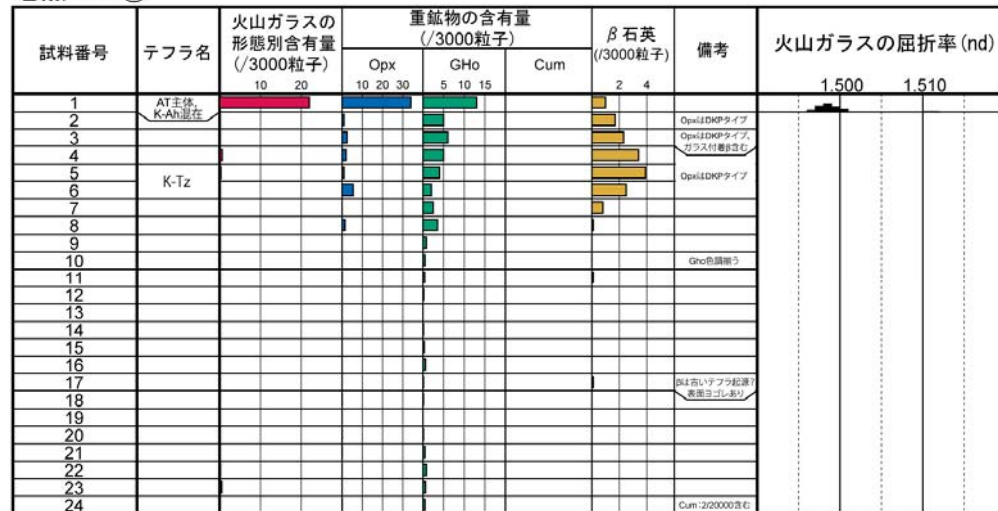 試料番号
テフラ名
火山ガラスの
形態別含有量
(/3000粒子)
10 20
重鉱物の含有量
(/3000粒子)
Opx
10 20 30
GHo
5 10 15
Cum
β石英
(/3000粒子)
2 4
備考
火山ガラスの屈折率(nd)
1.500 1.510
1
AT主体,
K-Ah混在
2
OpxはDKPタイプ
3
OpxはDKPタイプ、
ガラス付着β含む
4
5
K-Tz
OpxはDKPタイプ
6
7
8
9
10
Gho色調揃う
11
12
13
14
15
16
17
βは古いテフラ起源?
表面ヨゴレあり
18
19
20
21
22
23
24
Cum:2/20000含む